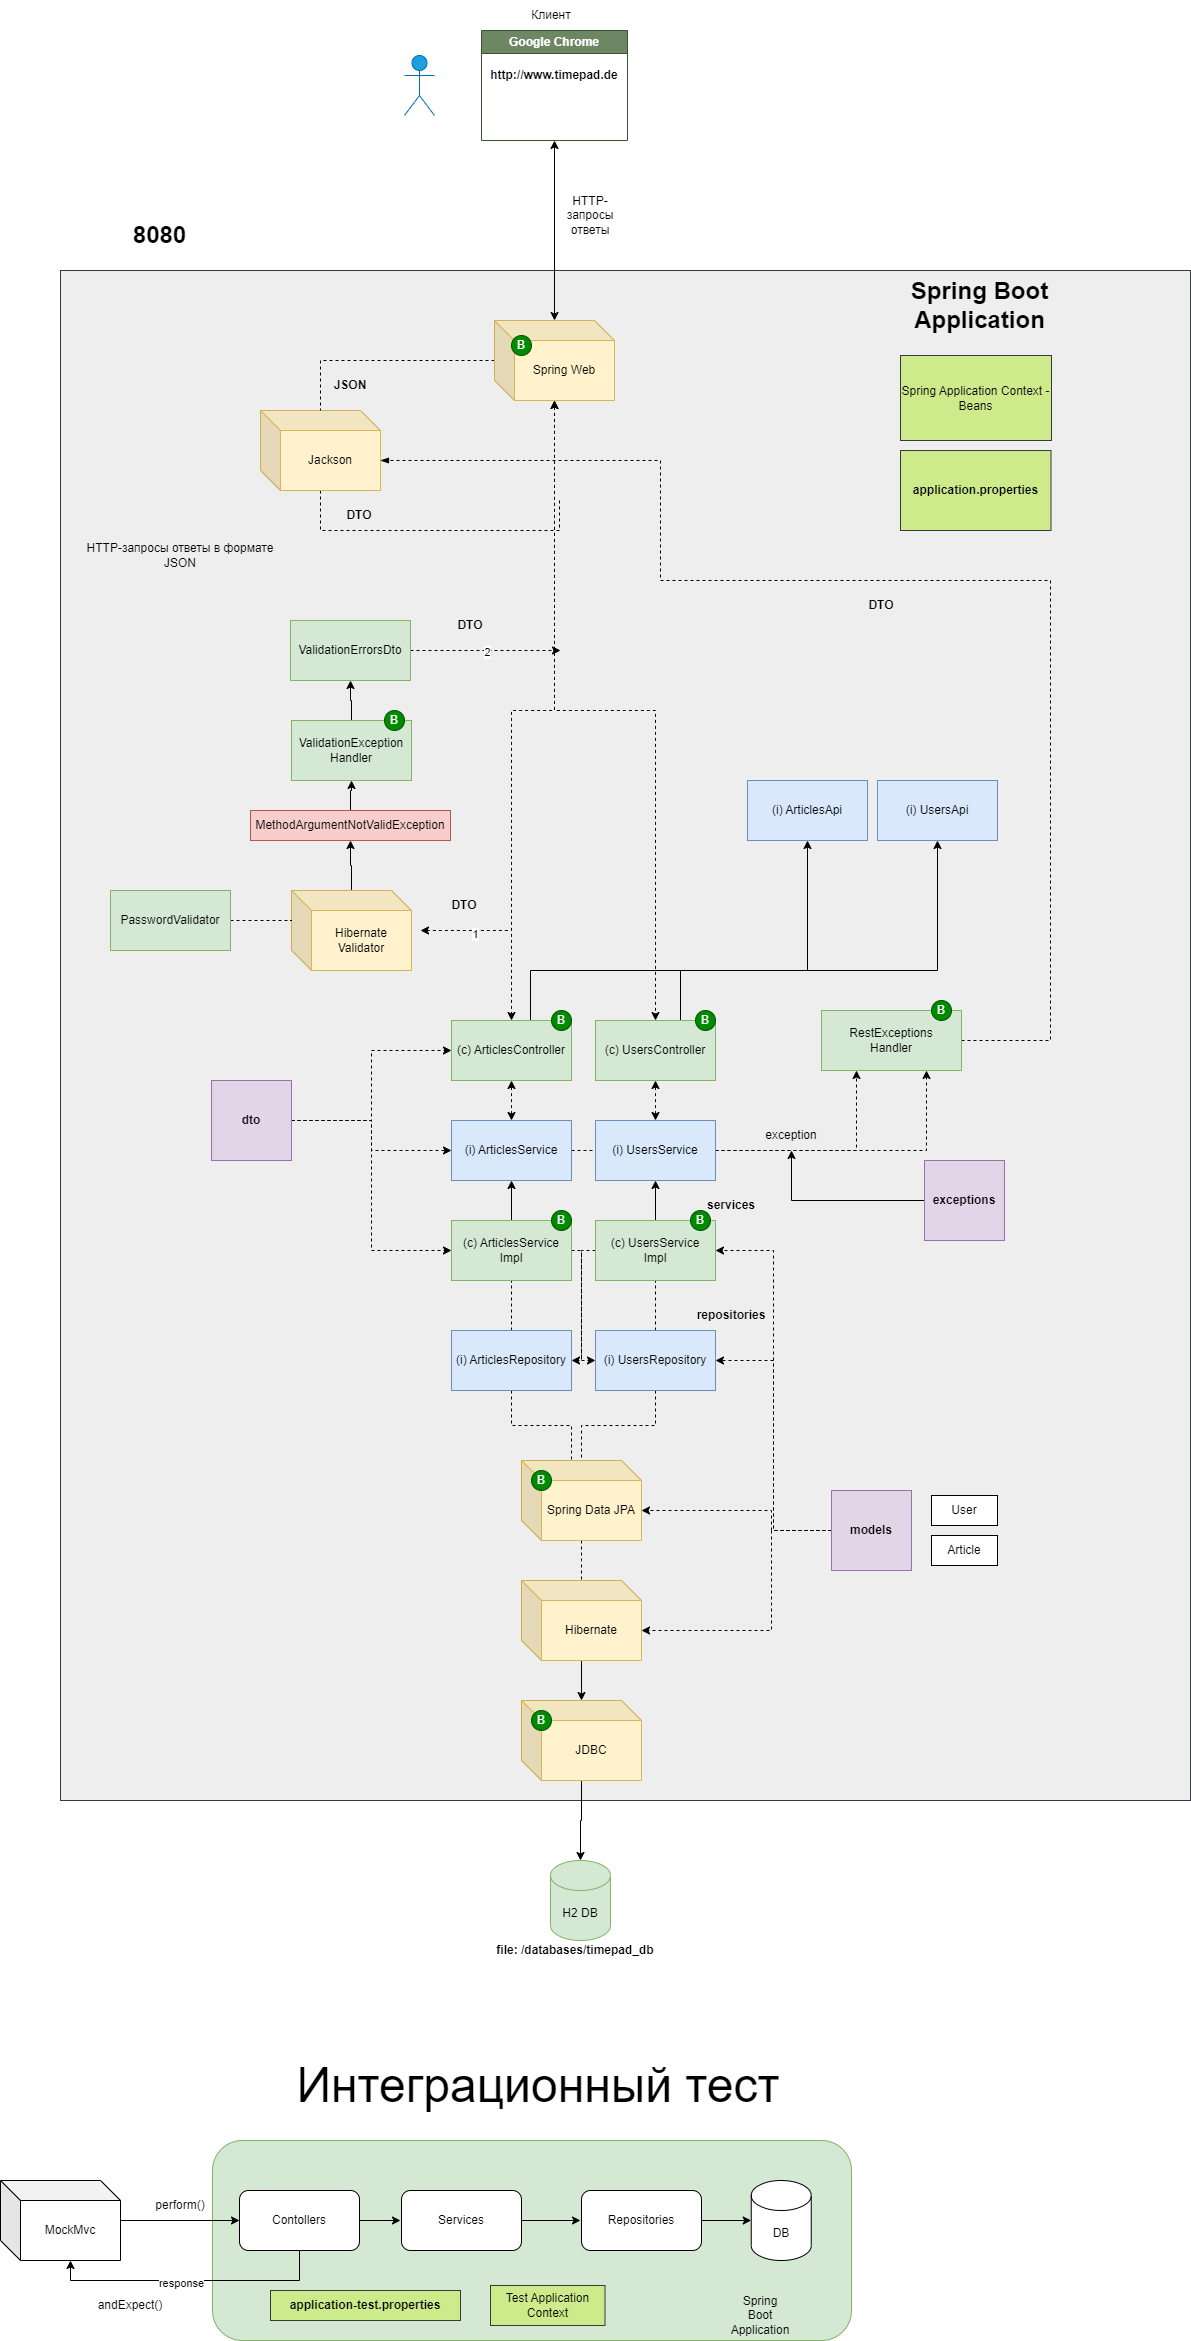 Клиент
Google Chrome
http://www.timepad.de
HTTP-
запросы
ответы
8080
Spring Boot
Application
B
Spring Web
JSON
Spring Application Context -
Beans
Jackson
application.properties
DTO
HTTP-запросы ответы в формате
JSON
DTO
DTO
ValidationErrorsDto
2
B
ValidationException
Handler
(i) ArticlesApi
(i) UsersApi
MethodArgumentNotValidException
DTO
PasswordValidator
1
Hibernate
Validator
B
B
B
(c) ArticlesController
(c) UsersController
RestExceptions
Handler
dto
exception
(i) ArticlesService
(i) UsersService
exceptions
services
B
B
(c) ArticlesService
Impl
(c) UsersService
Impl
repositories
(i) ArticlesRepository
(i) UsersRepository
B
Spring Data JPA
models
User
Article
Hibernate
B
JDBC
H2 DB
file: /databases/timepad_db
Интеграционный тест
perform()
MockMvc
Contollers
Services
Repositories
DB
response
andExpect()
application-test.properties
Test Application
Context
Spring
Boot
Application